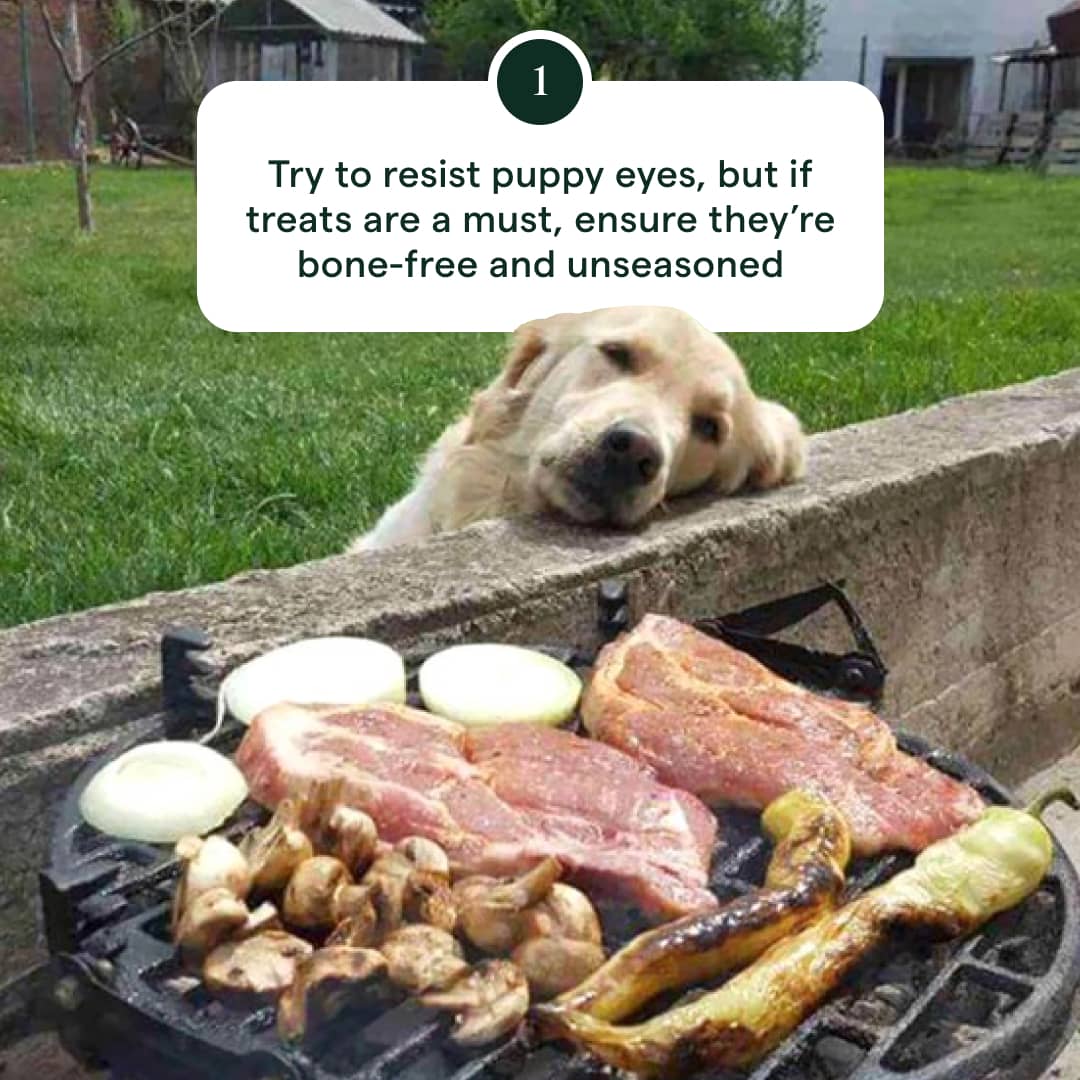 1
Try to resist puppy eyes, but if
treats are a must, ensure they’re
bone-free and unseasoned